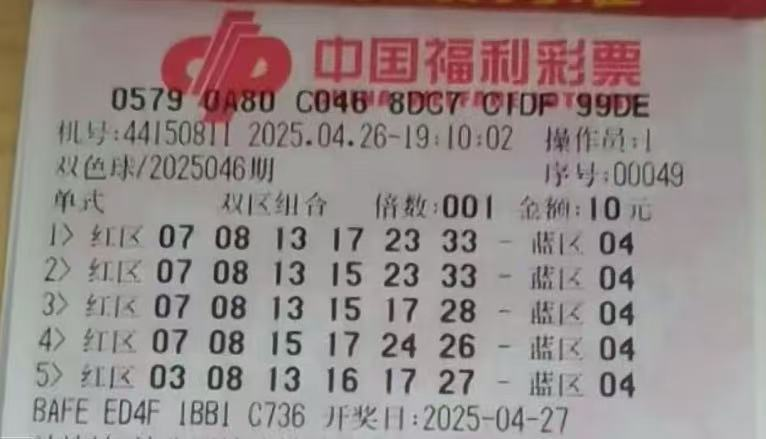 中国福利彩票
0579 0A80 C046 8DC7 C1DF 99DE
机号:44150811 2025.04.26-19:10:02 操作员:1
双色球/2025046期 序号:00049
单式 双区组合 倍数:001 金额:10元
1> 红区 07 08 13 17 23 33 - 蓝区 04
2> 红区 07 08 13 15 23 33 - 蓝区 04
3> 红区 07 08 13 15 17 28 - 蓝区 04
4> 红区 07 08 15 17 24 26 - 蓝区 04
5> 红区 03 08 13 16 17 27 - 蓝区 04
BAFE ED4F 1BB1 C736 开奖日:2025-04-27